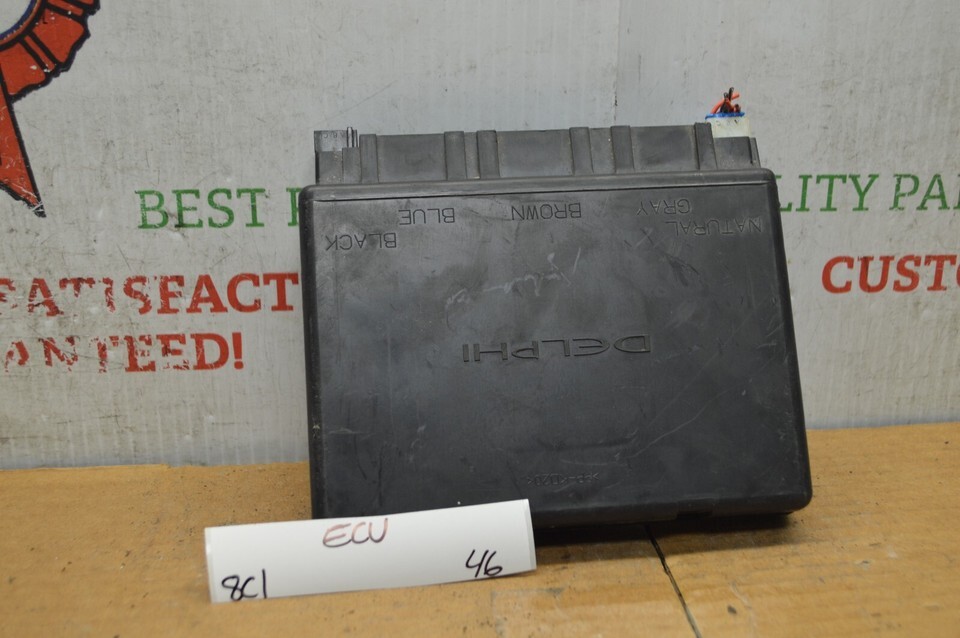 BEST
LITY PA
SATISFACT
CUSTO
ANTEED!
NATURAL
GRAY
BROWN
BLUE
BLACK
DELPHI
ECU
8C1
46